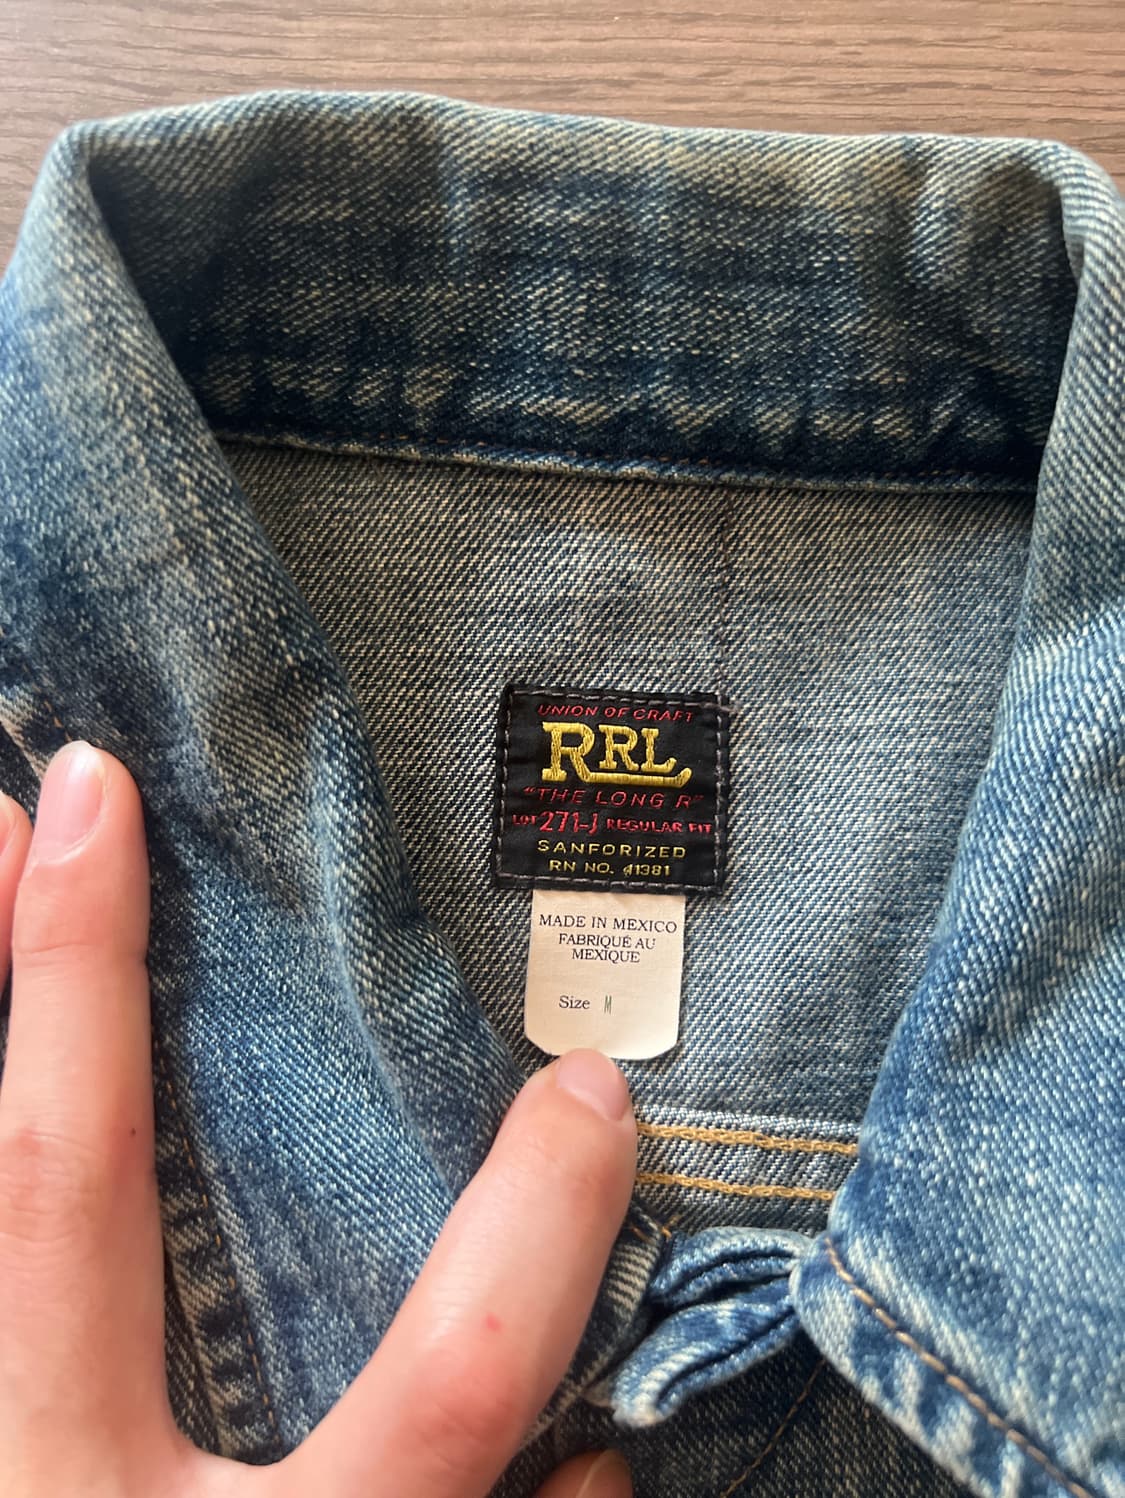 UNION OF CRAFT
RRL
"THE LONG R"
LOT 271-J REGULAR FIT
SANFORIZED
RN NO. 41381
MADE IN MEXICO
FABRIQUÉ AU
MEXIQUE
Size M